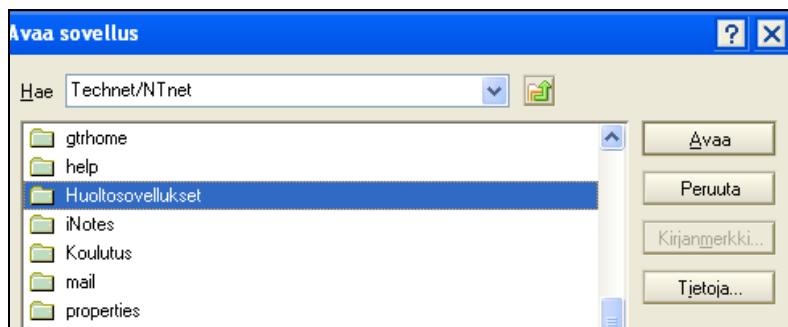 Avaa sovellus
Hae Technet/NTnet
gtrhome
Avaa
help
Huoltosovellukset
Peruuta
iNotes
Koulutus
Kirjanmerkki...
mail
Tietoja...
properties